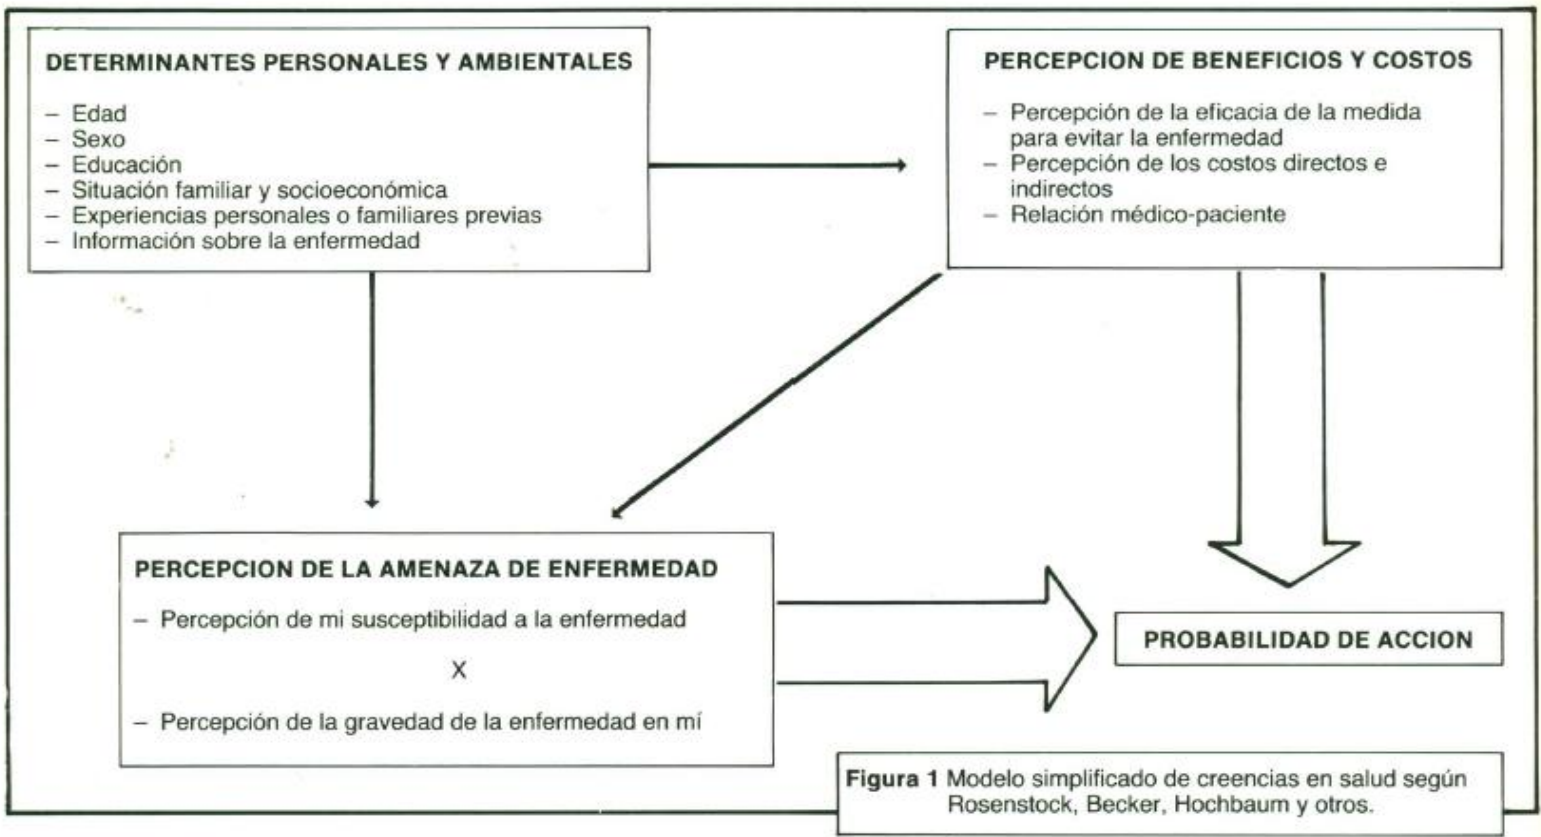 DETERMINANTES PERSONALES Y AMBIENTALES
– Edad
– Sexo
– Educación
– Situación familiar y socioeconómica
– Experiencias personales o familiares previas
– Información sobre la enfermedad
PERCEPCION DE BENEFICIOS Y COSTOS
– Percepción de la eficacia de la medida
para evitar la enfermedad
– Percepción de los costos directos e
indirectos
– Relación médico-paciente
PERCEPCION DE LA AMENAZA DE ENFERMEDAD
– Percepción de mi susceptibilidad a la enfermedad
X
– Percepción de la gravedad de la enfermedad en mí
PROBABILIDAD DE ACCION
Figura 1 Modelo simplificado de creencias en salud según
Rosenstock, Becker, Hochbaum y otros.